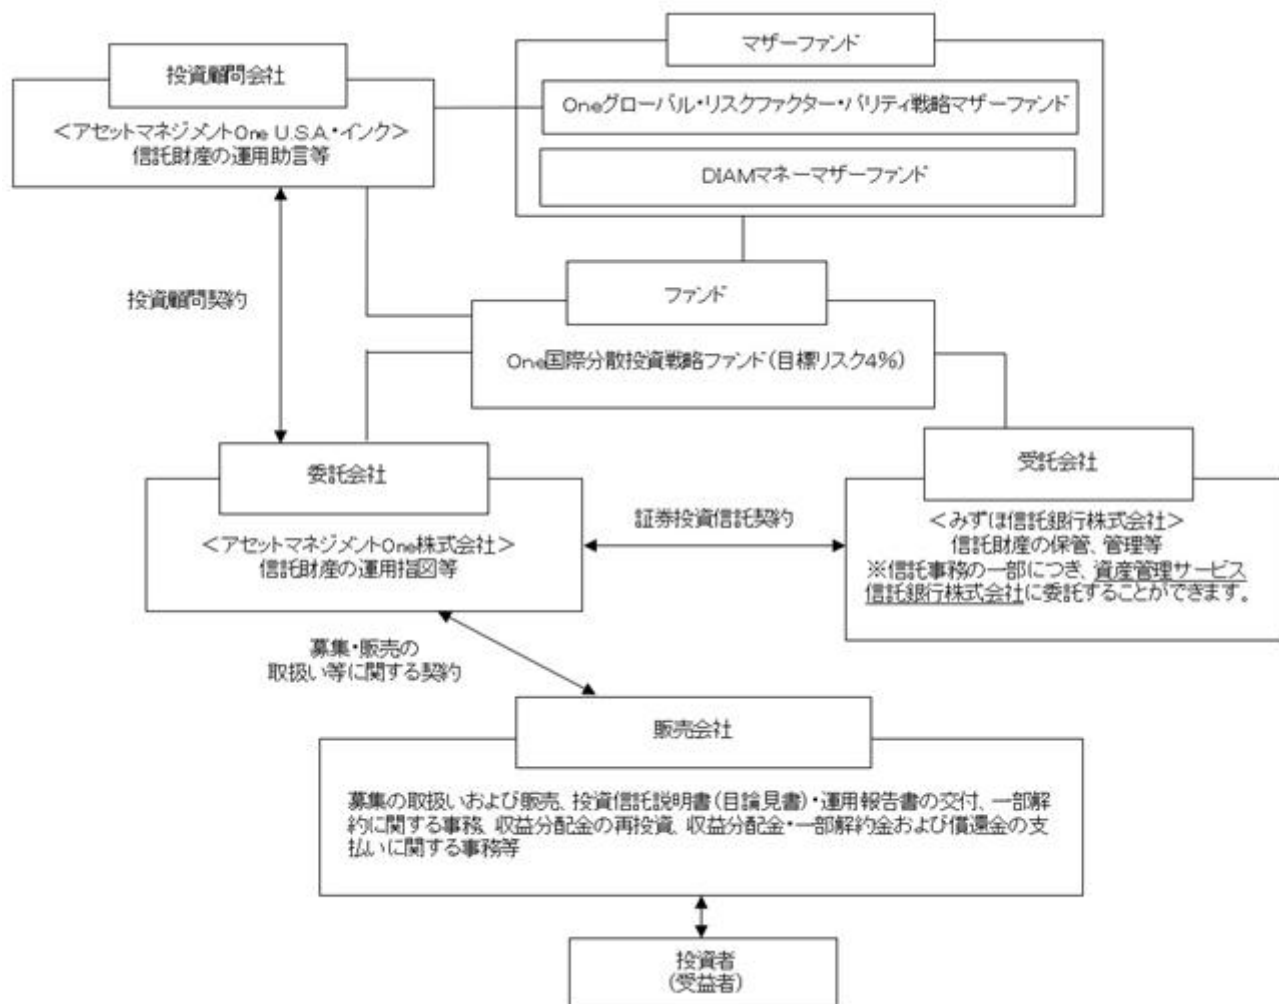 マザーファンド
Oneグローバル・リスクファクター・パリティ戦略マザーファンド
DIAMマネーマザーファンド
投資顧問会社
＜アセットマネジメントOne U.S.A.・インク＞
信託財産の運用助言等
投資顧問契約
ファンド
One国際分散投資戦略ファンド(目標リスク4％)
委託会社
＜アセットマネジメントOne株式会社＞
信託財産の運用指図等
証券投資信託契約
受託会社
＜みずほ信託銀行株式会社＞
信託財産の保管、管理等
※信託事務の一部につき、資産管理サービス
信託銀行株式会社に委託することができます。
募集・販売の
取扱い等に関する契約
販売会社
募集の取扱いおよび販売、投資信託説明書(目論見書)・運用報告書の交付、一部解
約に関する事務、収益分配金の再投資、収益分配金・一部解約金および償還金の支
払いに関する事務等
投資者
(受益者)